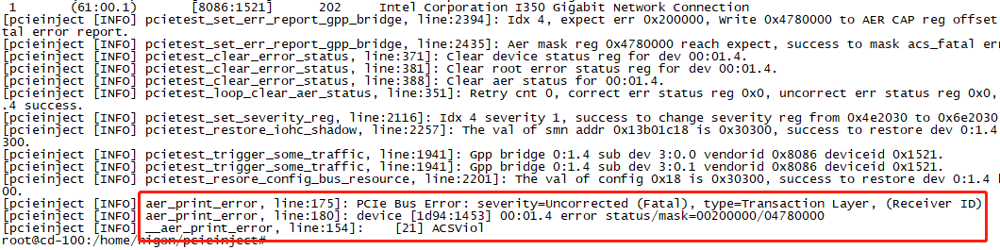 1 (61:00.1) [8086:1521] 202 Intel Corporation I350 Gigabit Network Connection
[pcieinject [INFO] pcietest_set_err_report_gpp_bridge, line:2394]: Idx 4, expect err 0x200000, Write 0x4780000 to AER CAP reg offset
tal error report.
[pcieinject [INFO] pcietest_set_err_report_gpp_bridge, line:2435]: Aer mask reg 0x4780000 reach expect, success to mask acs_fatal err
[pcieinject [INFO] pcietest_clear_error_status, line:371]: Clear device status reg for dev 00:01.4.
[pcieinject [INFO] pcietest_clear_error_status, line:381]: Clear root error status reg for dev 00:01.4.
[pcieinject [INFO] pcietest_clear_error_status, line:388]: Clear aer status for 00:01.4.
[pcieinject [INFO] pcietest_loop_clear_aer_status, line:351]: Retry cnt 0, correct err status reg 0x0, uncorrect err status reg 0x0,
.4 success.
[pcieinject [INFO] pcietest_set_severity_reg, line:2116]: Idx 4 severity 1, success to change severity reg from 0x4e2030 to 0x6e2030
[pcieinject [INFO] pcietest_restore_iohc_shadow, line:2257]: The val of smn addr 0x13b01c18 is 0x30300, success to restore dev 0:1.4
300.
[pcieinject [INFO] pcietest_trigger_some_traffic, line:1941]: Gpp bridge 0:1.4 sub dev 3:0.0 vendorid 0x8086 deviceid 0x1521.
[pcieinject [INFO] pcietest_trigger_some_traffic, line:1941]: Gpp bridge 0:1.4 sub dev 3:0.1 vendorid 0x8086 deviceid 0x1521.
[pcieinject [INFO] pcietest_resore_config_bus_resource, line:2201]: The val of config 0x18 is 0x30300, success to restore dev 0:1.4
00.
[pcieinject [INFO] aer_print_error, line:175]: PCIe Bus Error: severity=Uncorrected (Fatal), type=Transaction Layer, (Receiver ID)
[pcieinject [INFO] aer_print_error, line:180]: device [1d94:1453] 00:01.4 error status/mask=00200000/04780000
[pcieinject [INFO] __aer_print_error, line:154]: [21] ACSViol
root@cd-100:/home/higon/pcieinject#